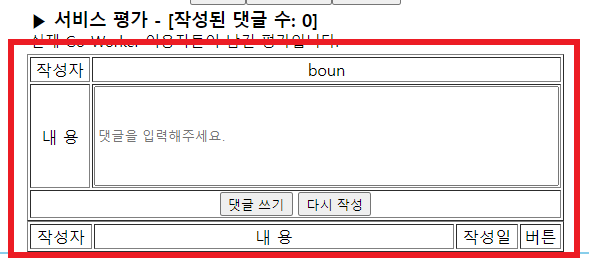 ▶ 서비스 평가 - [작성된 댓글 수: 0]
실제 Go Worker 이용자들이 남긴 평가입니다.
작성자 boun
내 용 댓글을 입력해주세요.
댓글 쓰기 다시 작성
작성자 내 용 작성일 버튼